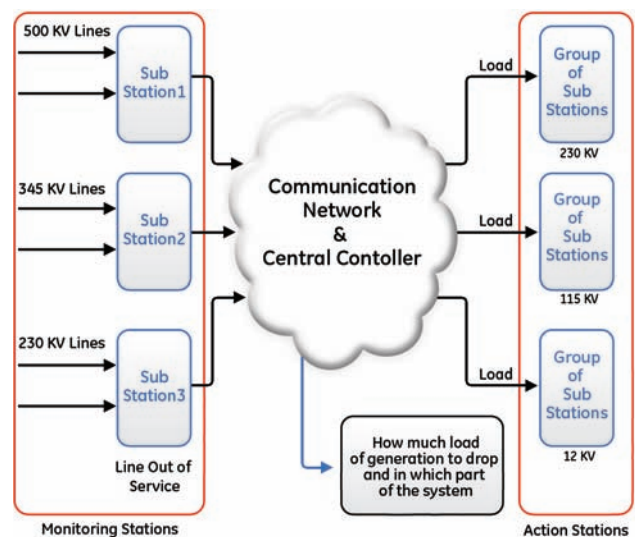 500 KV Lines
Sub
Station1
345 KV Lines
Sub
Station2
230 KV Lines
Sub
Station3
Line Out of
Service
Monitoring Stations
Communication
Network
&
Central Contoller
How much load
of generation to drop
and in which part
of the system
Load
Group
of
Sub
Stations
230 KV
Load
Group
of
Sub
Stations
115 KV
Load
Group
of
Sub
Stations
12 KV
Action Stations